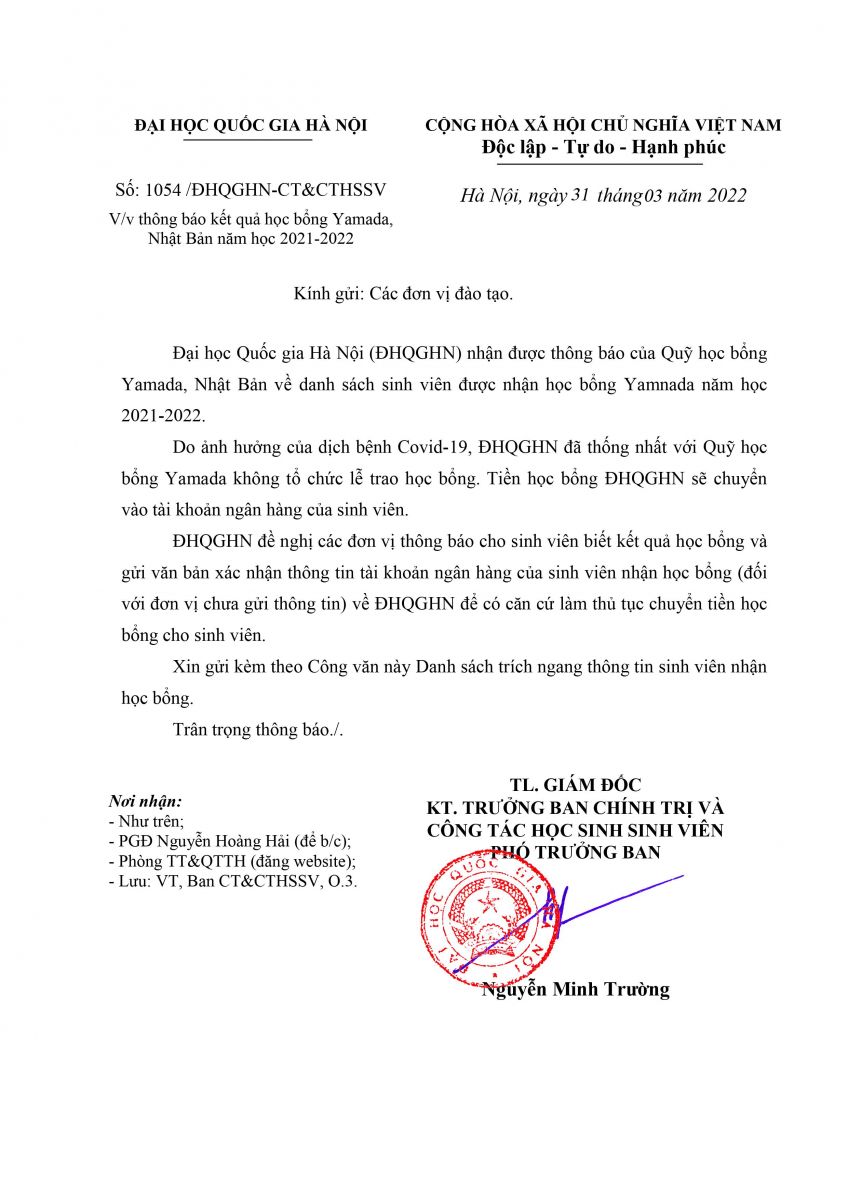 ĐẠI HỌC QUỐC GIA HÀ NỘI
CỘNG HÒA XÃ HỘI CHỦ NGHĨA VIỆT NAM
Độc lập - Tự do - Hạnh phúc
Số: 1054 /ĐHQGHN-CT&CTHSSV
Hà Nội, ngày 31 tháng 03 năm 2022
V/v thông báo kết quả học bổng Yamada,
Nhật Bản năm học 2021-2022
Kính gửi: Các đơn vị đào tạo.
Đại học Quốc gia Hà Nội (ĐHQGHN) nhận được thông báo của Quỹ học bổng
Yamada, Nhật Bản về danh sách sinh viên được nhận học bổng Yamnada năm học
2021-2022.
Do ảnh hưởng của dịch bệnh Covid-19, ĐHQGHN đã thống nhất với Quỹ học
bổng Yamada không tổ chức lễ trao học bổng. Tiền học bổng ĐHQGHN sẽ chuyển
vào tài khoản ngân hàng của sinh viên.
ĐHQGHN đề nghị các đơn vị thông báo cho sinh viên biết kết quả học bổng và
gửi văn bản xác nhận thông tin tài khoản ngân hàng của sinh viên nhận học bổng (đối
với đơn vị chưa gửi thông tin) về ĐHQGHN để có căn cứ làm thủ tục chuyển tiền học
bổng cho sinh viên.
Xin gửi kèm theo Công văn này Danh sách trích ngang thông tin sinh viên nhận
học bổng.
Trân trọng thông báo./.
Nơi nhận:
- Như trên;
- PGĐ Nguyễn Hoàng Hải (để b/c);
- Phòng TT&QTTH (đăng website);
- Lưu: VT, Ban CT&CTHSSV, O.3.
TL. GIÁM ĐỐC
KT. TRƯỞNG BAN CHÍNH TRỊ VÀ
CÔNG TÁC HỌC SINH SINH VIÊN
PHÓ TRƯỞNG BAN
ĐẠI HỌC QUỐC GIA HÀ NỘI
Nguyễn Minh Trường